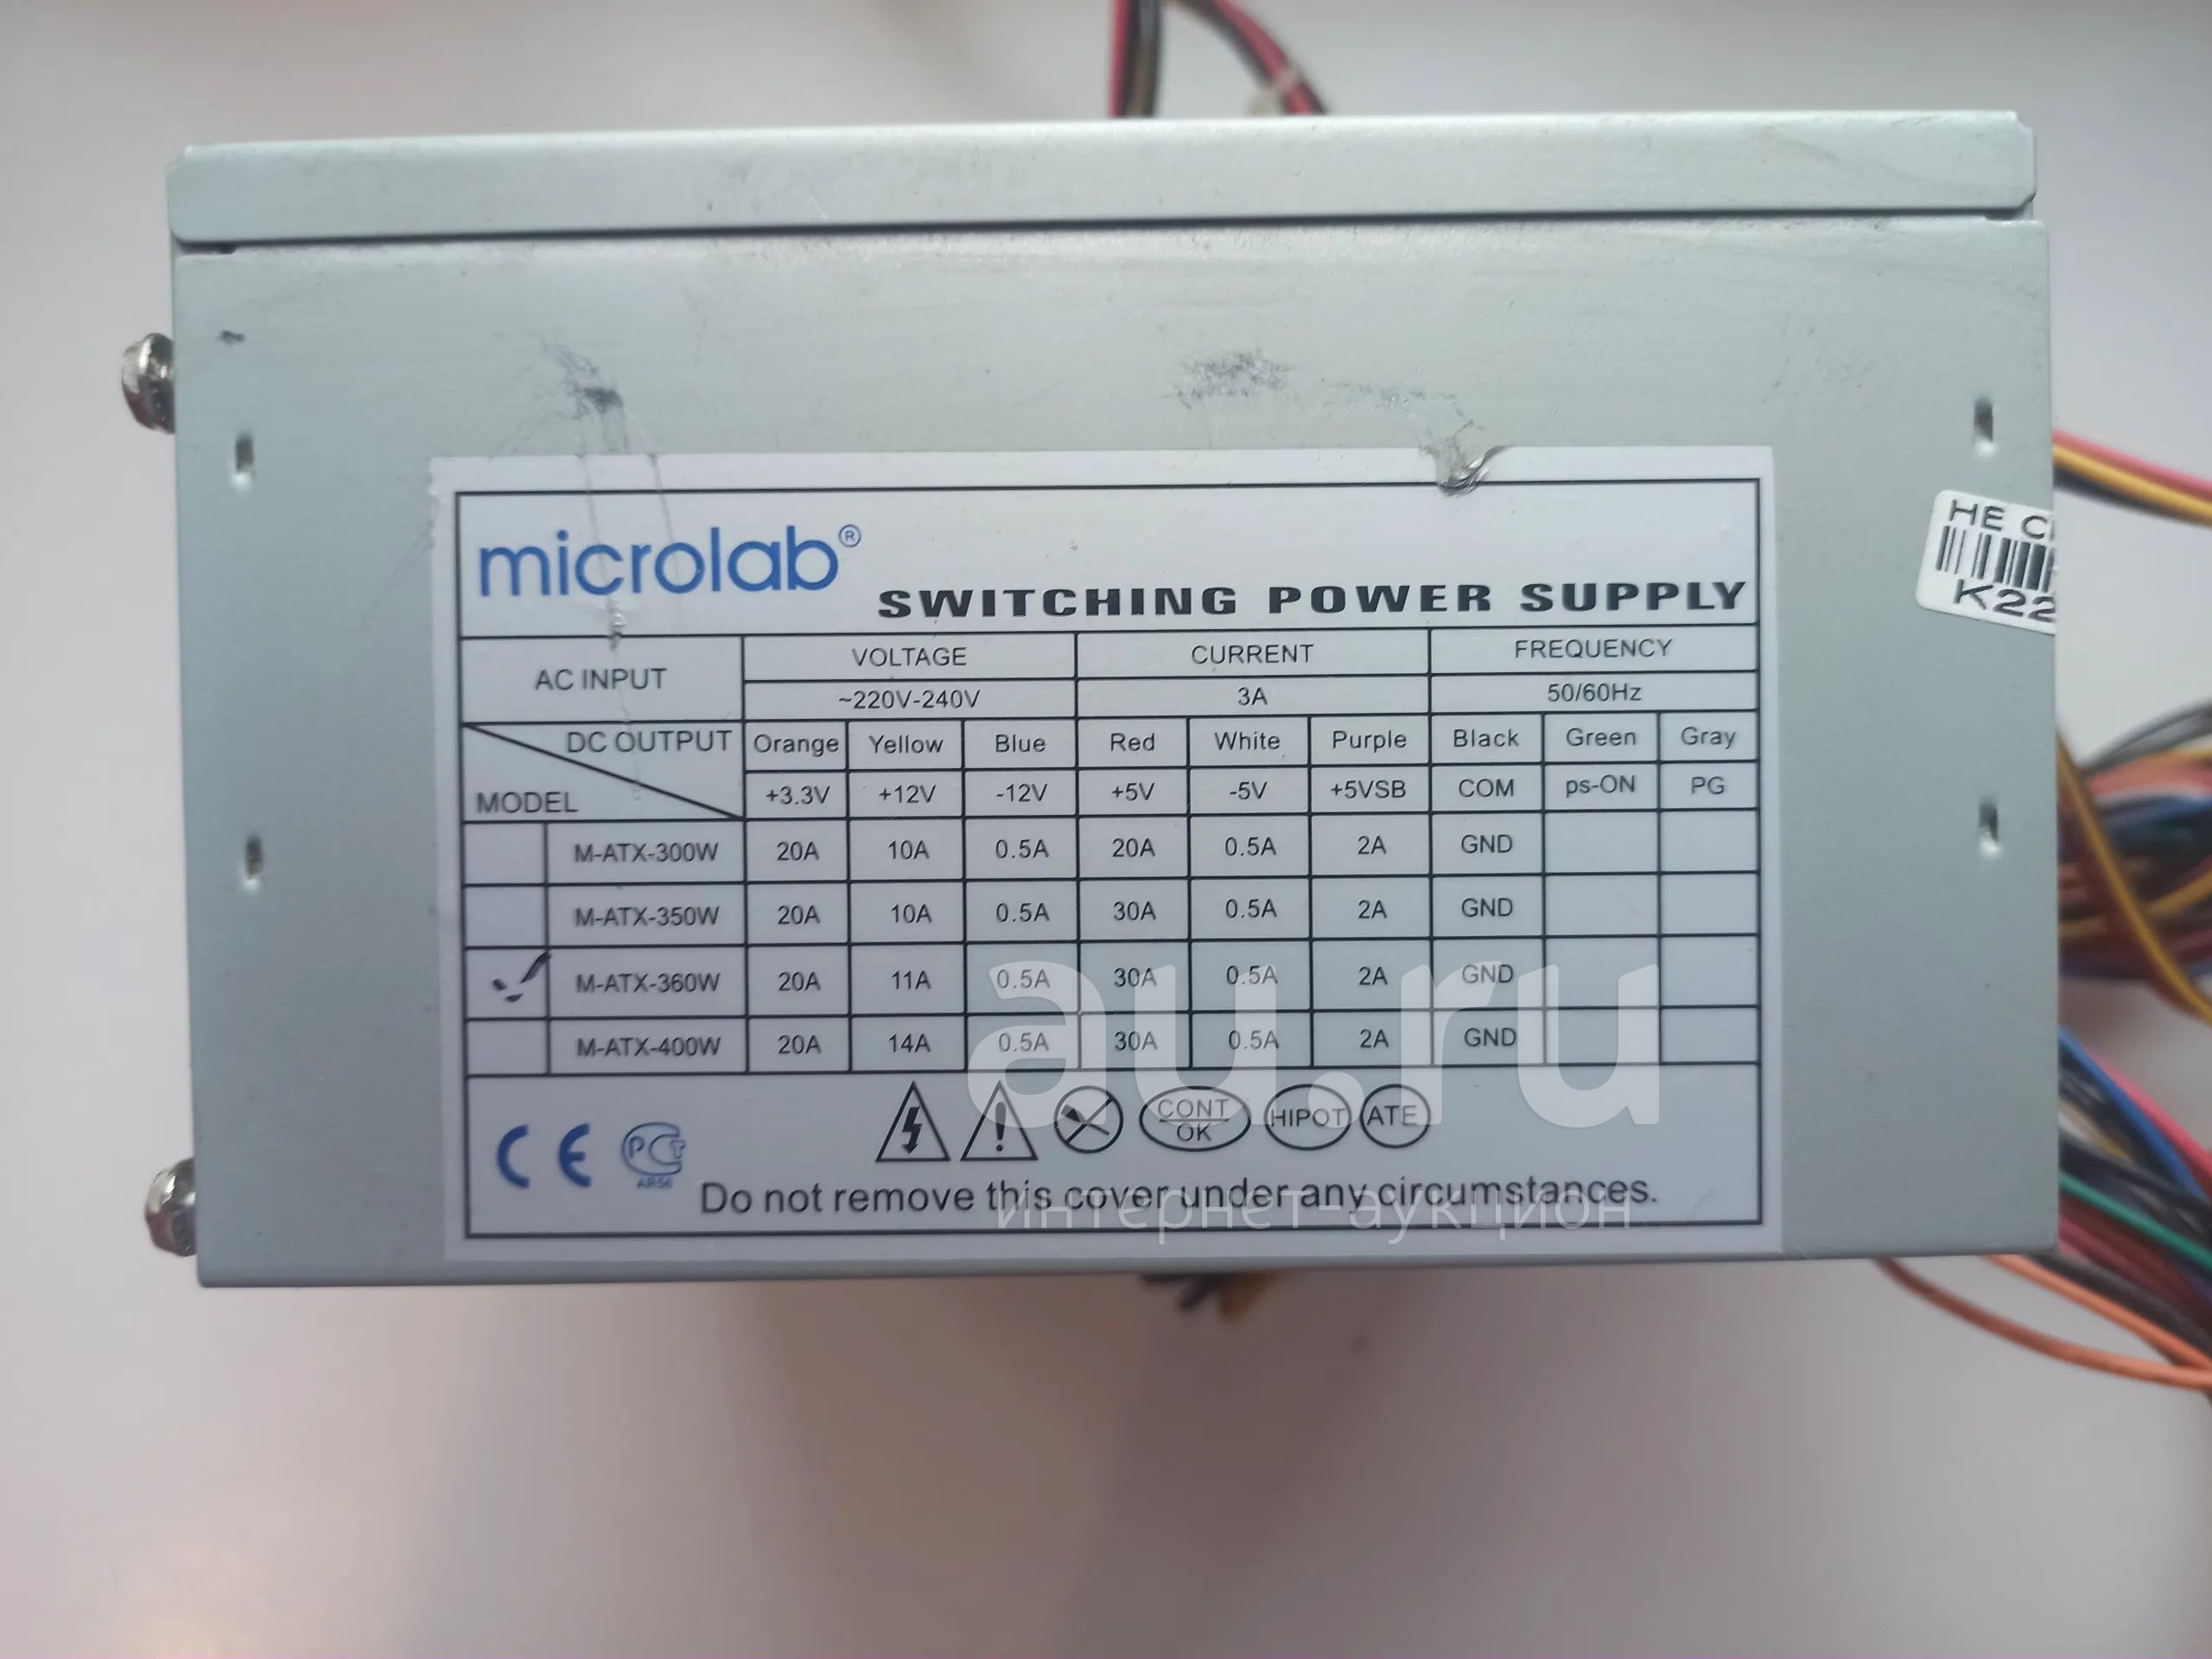 microlab®
SWITCHING POWER SUPPLY
НЕ С
K22
AC INPUT VOLTAGE CURRENT FREQUENCY
~220V-240V 3A 50/60Hz
DC OUTPUT Orange Yellow Blue Red White Purple Black Green Gray
MODEL +3.3V +12V -12V +5V -5V +5VSB COM ps-ON PG
M-ATX-300W 20A 10A 0.5A 20A 0.5A 2A GND
M-ATX-350W 20A 10A 0.5A 30A 0.5A 2A GND
M-ATX-360W 20A 11A 0.5A 30A 0.5A 2A GND
M-ATX-400W 20A 14A 0.5A 30A 0.5A 2A GND
au.ru
CE РСТ CONT OK HIPOT ATE
AR56
Do not remove this cover under any circumstances.
интернет-аукцион